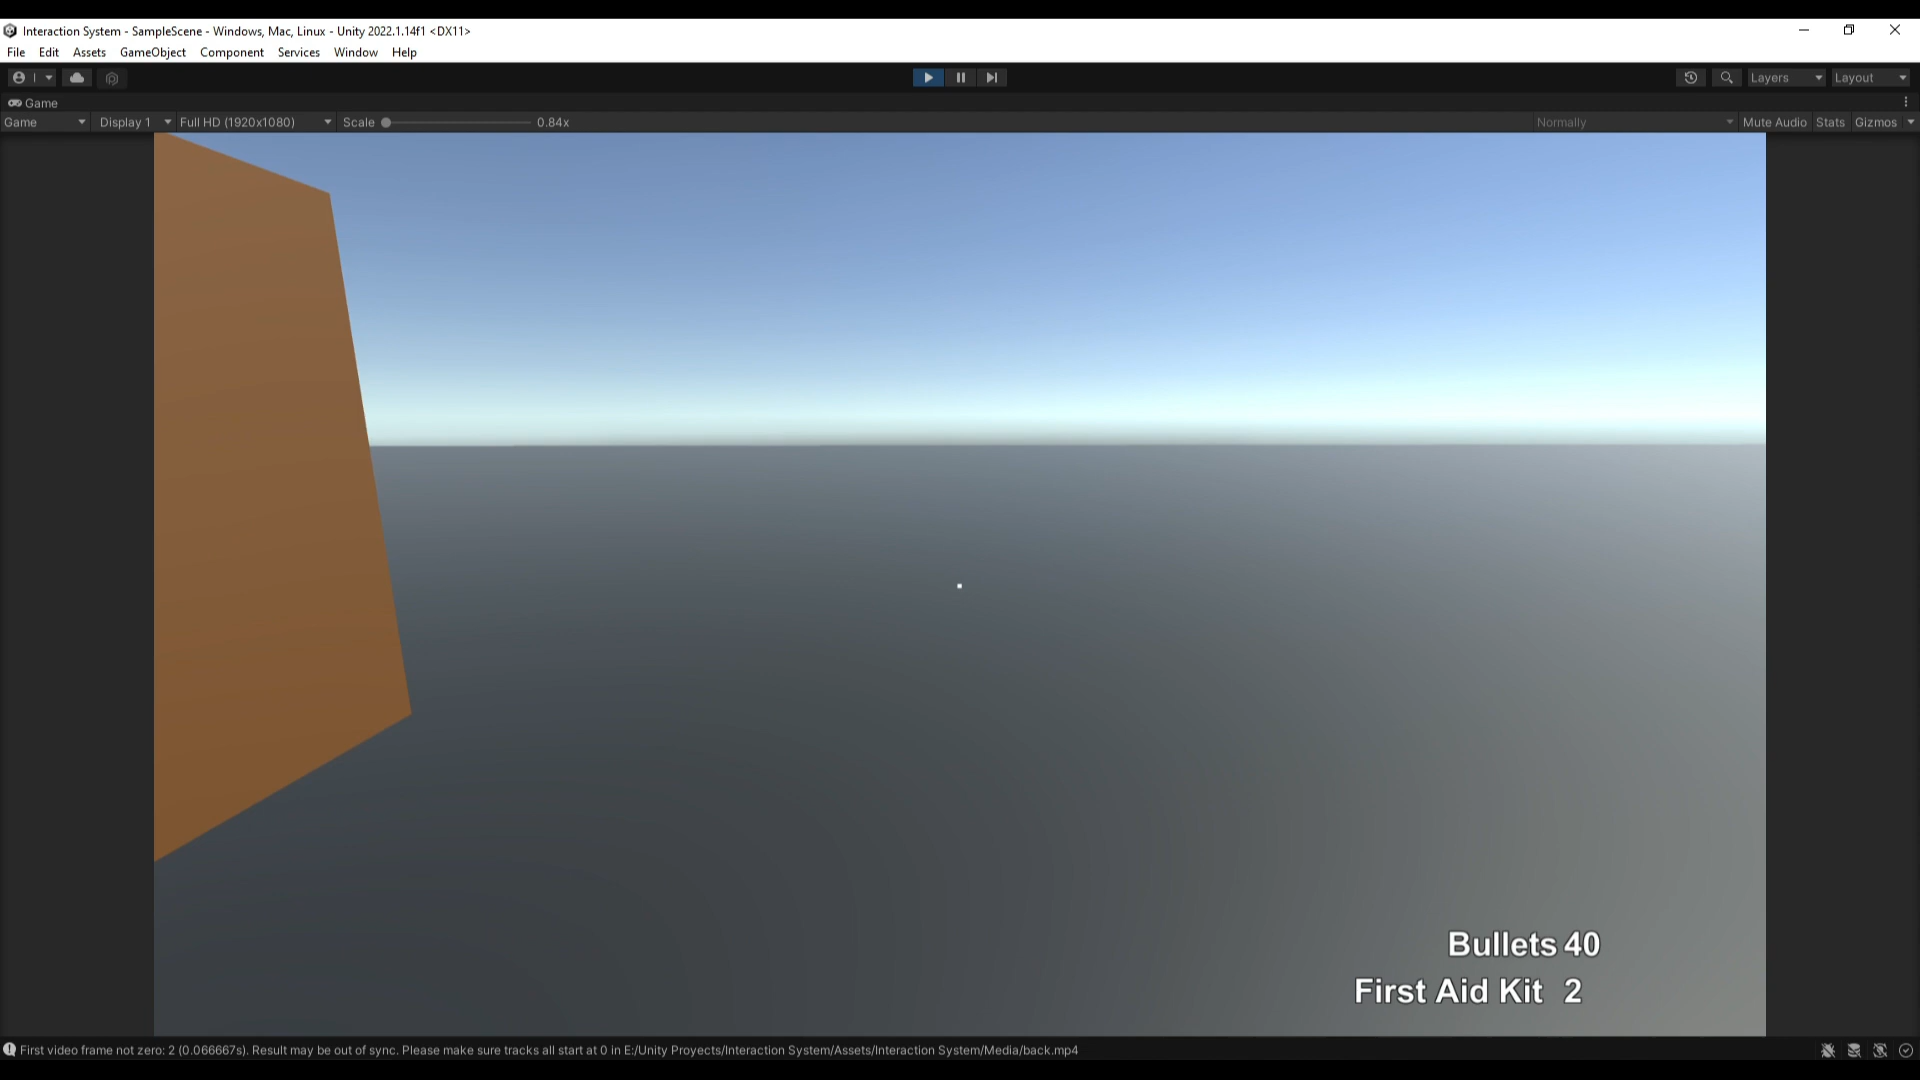 Interaction System - SampleScene - Windows, Mac, Linux - Unity 2022.1.14f1 <DX11>
File Edit Assets GameObject Component Services Window Help
I Layers Layout
Game
Game Display 1 Full HD (1920x1080) Scale 0.84x Normally Mute Audio Stats Gizmos
Bullets 40
First Aid Kit 2
First video frame not zero: 2 (0.066667s). Result may be out of sync. Please make sure tracks all start at 0 in E:/Unity Proyects/Interaction System/Assets/Interaction System/Media/back.mp4